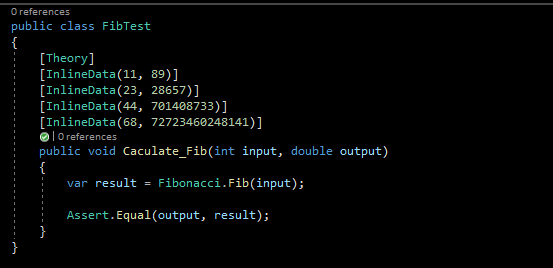 0 references
public class FibTest
{
[Theory]
[InlineData(11, 89)]
[InlineData(23, 28657)]
[InlineData(44, 701408733)]
[InlineData(68, 72723460248141)]
| 0 references
public void Caculate_Fib(int input, double output)
{
var result = Fibonacci.Fib(input);
Assert.Equal(output, result);
}
}